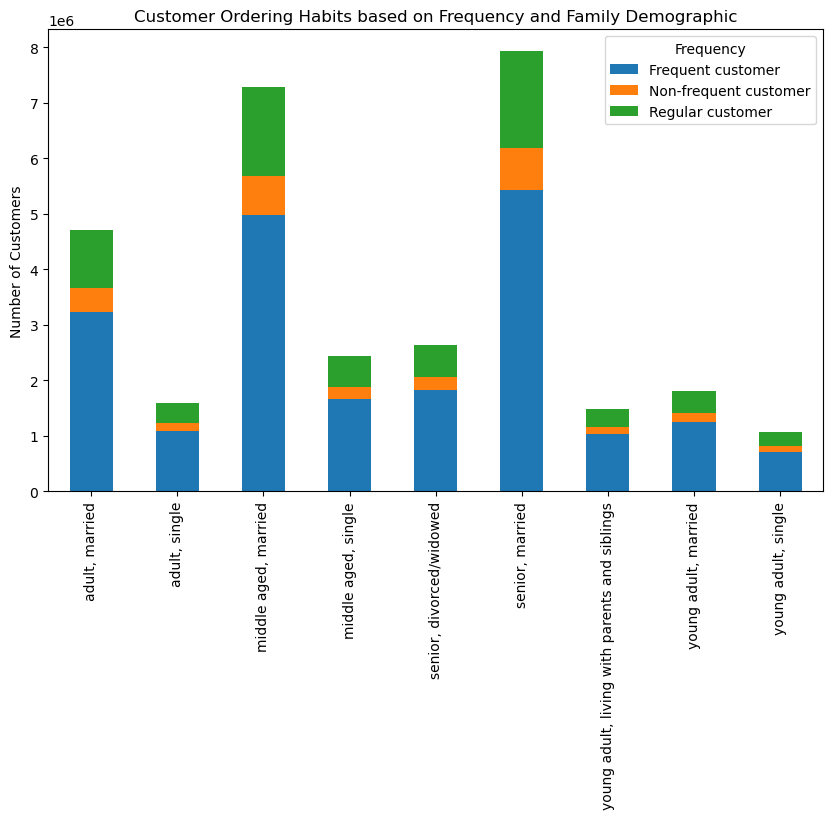 Customer Ordering Habits based on Frequency and Family Demographic
1e6
8
7
6
5
4
3
2
1
0
Number of Customers
Frequency
Frequent customer
Non-frequent customer
Regular customer
adult, married
adult, single
middle aged, married
middle aged, single
senior, divorced/widowed
senior, married
young adult, living with parents and siblings
young adult, married
young adult, single